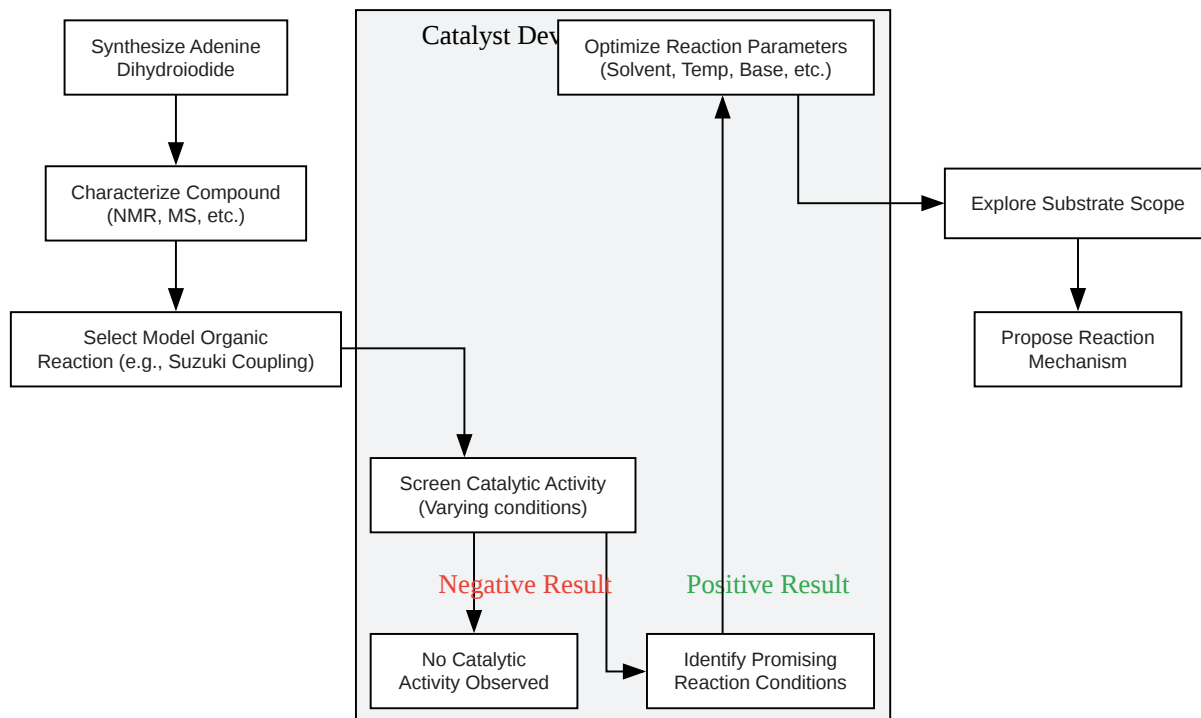 Synthesize Adenine
Dihydroiodide
Catalyst Dev
Optimize Reaction Parameters
(Solvent, Temp, Base, etc.)
Characterize Compound
(NMR, MS, etc.)
Explore Substrate Scope
Select Model Organic
Reaction (e.g., Suzuki Coupling)
Propose Reaction
Mechanism
Screen Catalytic Activity
(Varying conditions)
Negative Result
Positive Result
No Catalytic
Activity Observed
Identify Promising
Reaction Conditions